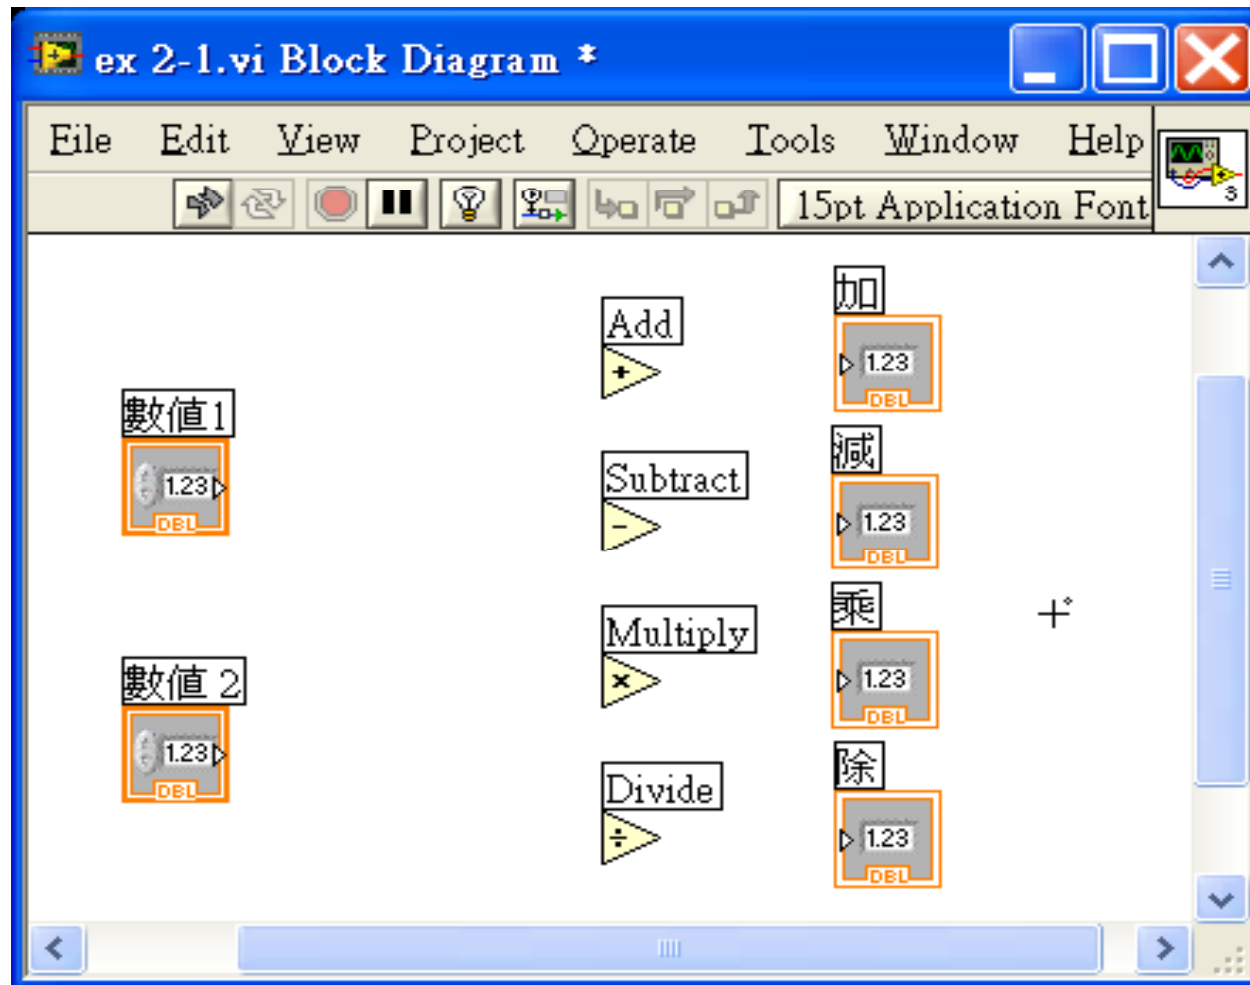 ex 2-1.vi Block Diagram *
File Edit View Project Operate Tools Window Help
15pt Application Font
3
加
Add
1.23
DBL
數值1
1.23
DBL
減
Subtract
1.23
DBL
乘
Multiply
1.23
DBL
數值 2
1.23
DBL
除
Divide
1.23
DBL